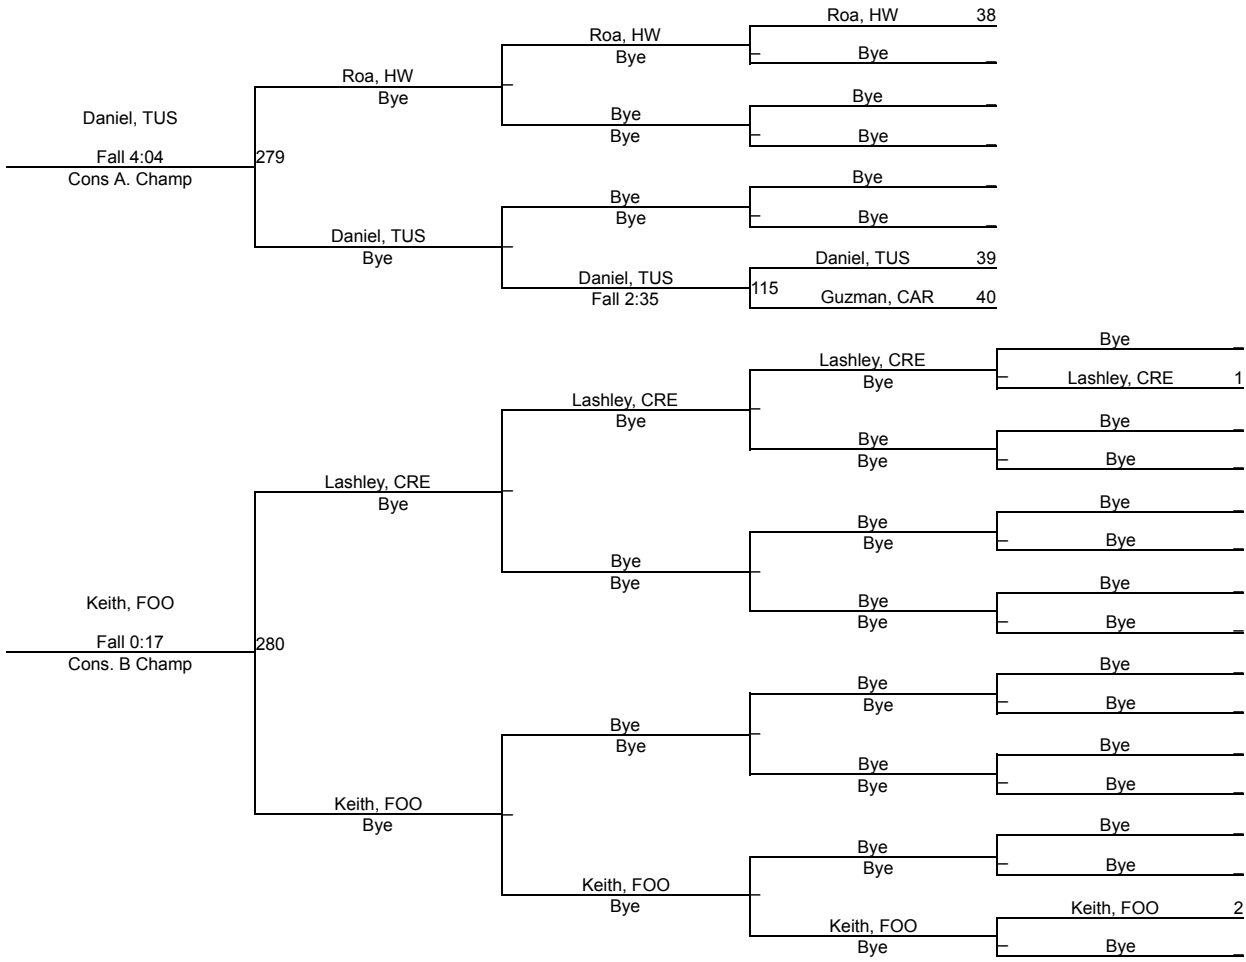 Roa, HW 38
Roa, HW
Bye
Bye _
Roa, HW
Bye
Bye _
Daniel, TUS
Bye
Bye
Bye _
Fall 4:04
279
Cons A. Champ
Bye _
Bye
Bye
Bye _
Daniel, TUS
Bye
Daniel, TUS 39
Daniel, TUS
Fall 2:35
115
Guzman, CAR 40
Bye _
Lashley, CRE
Bye
Lashley, CRE 1
Lashley, CRE
Bye
Bye _
Bye
Bye
Bye _
Lashley, CRE
Bye
Bye _
Bye
Bye
Bye _
Bye
Bye
Bye _
Keith, FOO
Bye
Bye
Bye _
Fall 0:17
280
Cons. B Champ
Bye _
Bye
Bye
Bye _
Bye
Bye
Bye _
Bye
Bye
Bye _
Keith, FOO
Bye
Bye _
Bye
Bye
Bye _
Keith, FOO
Bye
Keith, FOO 2
Keith, FOO
Bye
Bye _